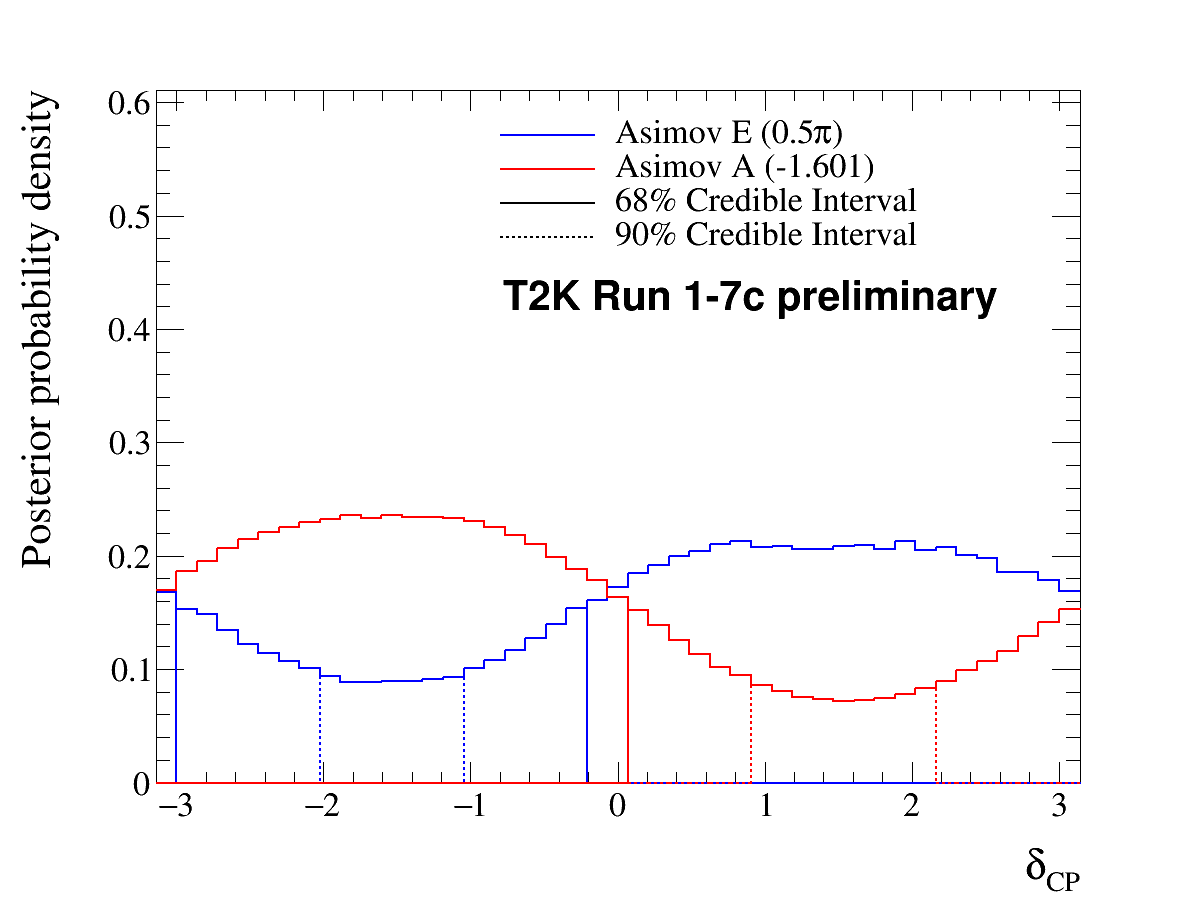 Posterior probability density
0.6
0.5
0.4
0.3
0.2
0.1
0
Asimov E (0.5π)
Asimov A (-1.601)
68% Credible Interval
90% Credible Interval
T2K Run 1-7c preliminary
−3 −2 −1 0 1 2 3
δCP